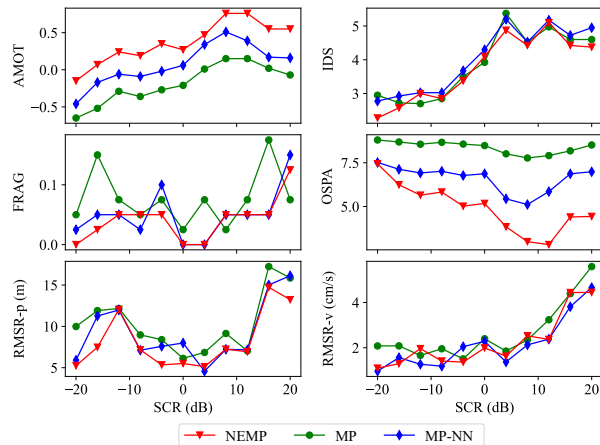 AMOT
0.5
0.0
−0.5
IDS
5
4
3
2
FRAG
0.1
0.0
OSPA
7.5
5.0
RMSR-p (m)
15
10
5
−20 −10 0 10 20
SCR (dB)
RMSR-v (cm/s)
4
2
−20 −10 0 10 20
SCR (dB)
NEMP MP MP-NN